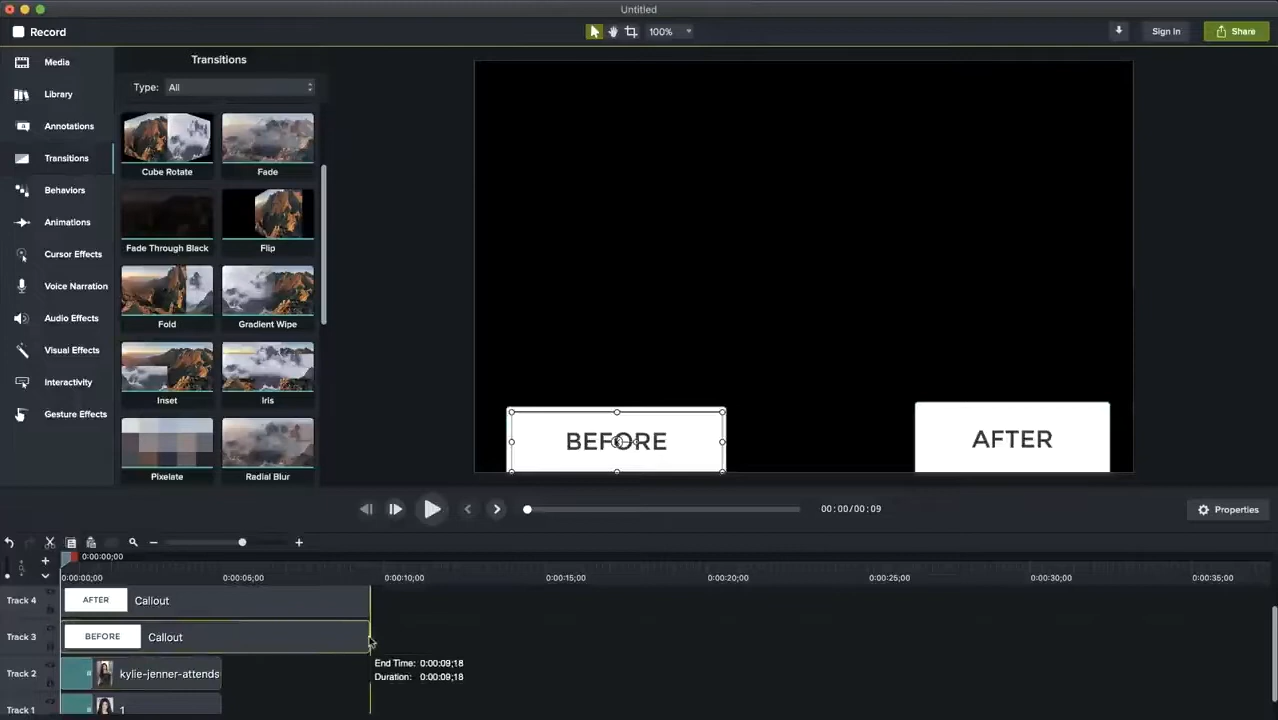 Untitled
Record
100%
Sign In
Share
Media
Library
Annotations
Transitions
Behaviors
Animations
Cursor Effects
Voice Narration
Audio Effects
Visual Effects
Interactivity
Gesture Effects
Transitions
Type: All
Cube Rotate
Fade
Fade Through Black
Flip
Fold
Gradient Wipe
Inset
Iris
Pixelate
Radial Blur
BEFORE
AFTER
00:00/00:09
Properties
0:00:00;00
0:00:00;00 0:00:05;00 0:00:10;00 0:00:15;00 0:00:20;00 0:00:25;00 0:00:30;00 0:00:35;00
Track 4 AFTER Callout
Track 3 BEFORE Callout
End Time: 0:00:09;18
Duration: 0:00:09;18
Track 2 kylie-jenner-attends
Track 1 1